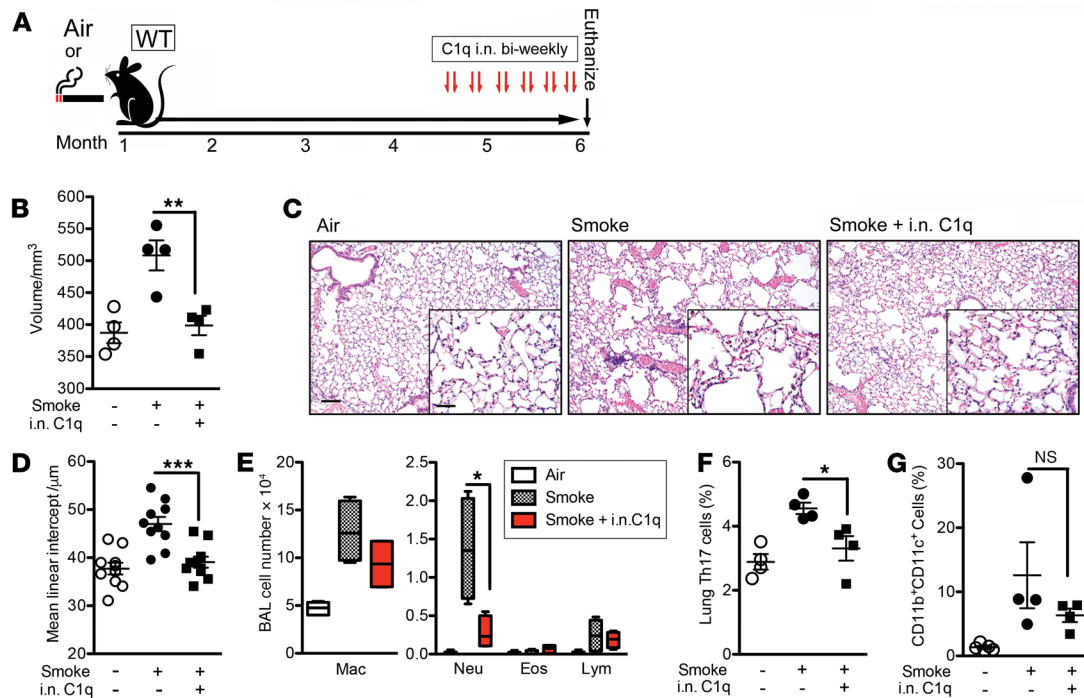 A
Air
or
WT
C1q i.n. bi-weekly
Euthanize
Month
1 2 3 4 5 6
B
Volume/mm³
600
550
500
450
400
350
300
**
Smoke - + +
i.n. C1q - - +
C
Air
Smoke
Smoke + i.n. C1q
D
Mean linear intercept /μm
60
50
40
30
20
***
Smoke - + +
i.n. C1q - - +
E
BAL cell number × 10⁴
20
15
10
5
0
Mac
2.5
2.0
1.5
1.0
0.5
0.0
*
Neu Eos Lym
Air
Smoke
Smoke + i.n.C1q
F
Lung Th17 cells (%)
6
4
2
0
*
Smoke - + +
i.n. C1q - - +
G
CD11b⁺CD11c⁺ Cells (%)
30
20
10
0
NS
Smoke - + +
i.n. C1q - - +